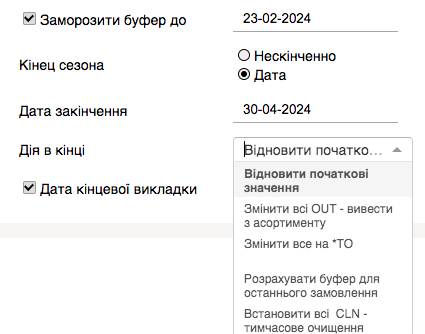 Заморозити буфер до 23-02-2024
Кінец сезона
Нескінченно
Дата
Дата закінчення 30-04-2024
Дія в кінці Відновити початко...
Дата кінцевої викладки
Відновити початкові
значення
Змінити всі OUT - вивести
з асортименту
Змінити все на *ТО
Розрахувати буфер для
останнього замовлення
Встановити всі CLN -
тимчасове очищення